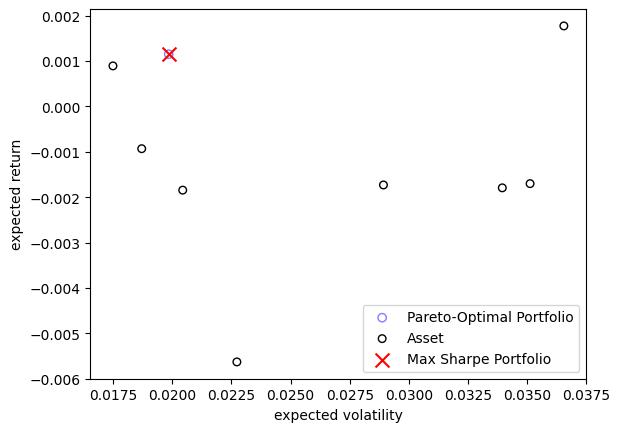 0.002
0.001
0.000
−0.001
−0.002
−0.003
−0.004
−0.005
−0.006
expected return
Pareto-Optimal Portfolio
Asset
Max Sharpe Portfolio
0.0175 0.0200 0.0225 0.0250 0.0275 0.0300 0.0325 0.0350 0.0375
expected volatility